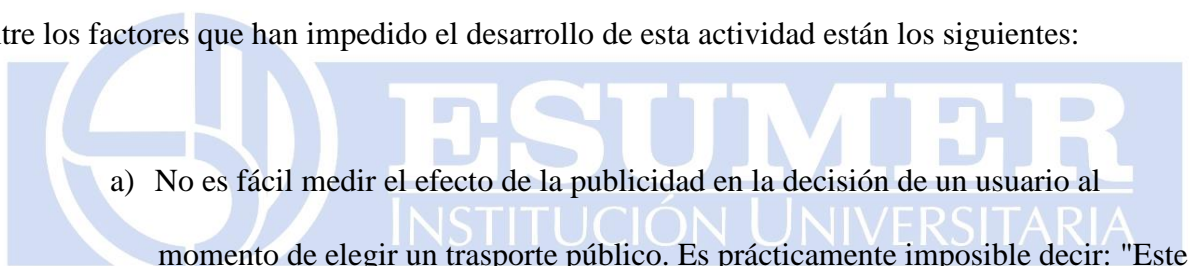 tre los factores que han impedido el desarrollo de esta actividad están los siguientes:
ESUMER
a) No es fácil medir el efecto de la publicidad en la decisión de un usuario al
INSTITUCIÓN UNIVERSITARIA
momento de elegir un trasporte público. Es prácticamente imposible decir: "Este